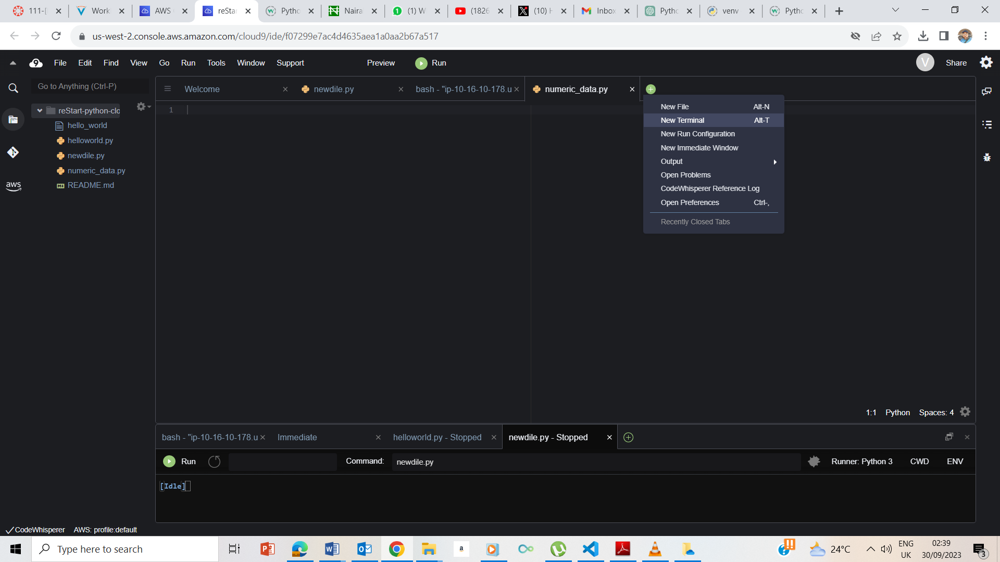 111-[ Work AWS reStar Pytho Naira (1) W (1826 (10) H Inbox Pytho venv Pytho
us-west-2.console.aws.amazon.com/cloud9/ide/f07299e7ac4d4635aea1a0aa2b67a517
9 File Edit Find View Go Run Tools Window Support Preview Run V Share
Go to Anything (Ctrl-P)
Welcome newdile.py bash - "ip-10-16-10-178.u numeric_data.py
reStart-python-clo
hello_world
helloworld.py
newdile.py
numeric_data.py
README.md
aws
1
New File Alt-N
New Terminal Alt-T
New Run Configuration
New Immediate Window
Output
Open Problems
CodeWhisperer Reference Log
Open Preferences Ctrl-,
Recently Closed Tabs
1:1 Python Spaces: 4
bash - "ip-10-16-10-178.u Immediate helloworld.py - Stopped newdile.py - Stopped
Run Command: newdile.py Runner: Python 3 CWD ENV
[Idle]
CodeWhisperer AWS: profile:default
Type here to search
24°C
ENG
UK
02:39
30/09/2023
3